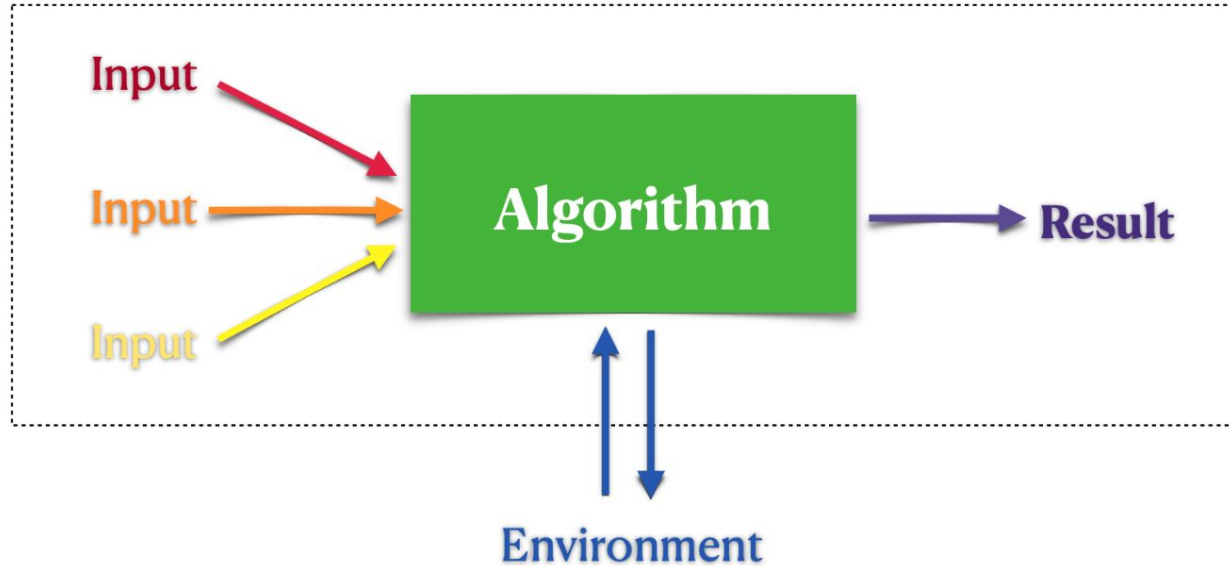 Input
Input
Input
Algorithm
Result
Environment